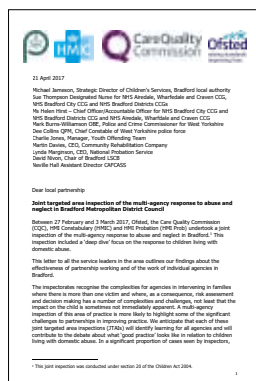 HMIC
CareQuality
Commission
Ofsted
21 April 2017
Michael Jameson, Strategic Director of Children's Services, Bradford local authority
Sue Thompson Designated Nurse for NHS Airedale, Wharfedale and Craven CCG,
NHS Bradford City CCG and NHS Bradford Districts CCGs
Ms Helen Hirst – Chief Officer/Accountable Officer for NHS Bradford City CCG and
NHS Bradford Districts CCG and NHS Airedale, Wharfdale and Craven CCG
Mark Burns-Williamson OBE, Police and Crime Commissioner for West Yorkshire
Dee Collins QPM, Chief Constable of West Yorkshire police force
Charlie Jones, Manager, Youth Offending Team
Martin Davies, CEO, Community Rehabilitation Company
Lynda Marginson, CEO, National Probation Service
David Niven, Chair of Bradford LSCB
Neville Hall Assistant Director CAFCASS
Dear local partnership
Joint targeted area inspection of the multi-agency response to abuse and
neglect in Bradford Metropolitan District Council
Between 27 February and 3 March 2017, Ofsted, the Care Quality Commission
(CQC), HMI Constabulary (HMIC) and HMI Probation (HMI Prob) undertook a joint
inspection of the multi-agency response to abuse and neglect in Bradford.¹ This
inspection included a 'deep dive' focus on the response to children living with
domestic abuse.
This letter to all the service leaders in the area outlines our findings about the
effectiveness of partnership working and of the work of individual agencies in
Bradford.
The inspectorates recognise the complexities for agencies in intervening in families
where there is more than one victim and where, as a consequence, risk assessment
and decision making has a number of complexities and challenges, not least that the
impact on the child is sometimes not immediately apparent. A multi-agency
inspection of this area of practice is more likely to highlight some of the significant
challenges to partnerships in improving practice. We anticipate that each of these
joint targeted area inspections (JTAIs) will identify learning for all agencies and will
contribute to the debate about what 'good practice' looks like in relation to children
living with domestic abuse. In a significant proportion of cases seen by inspectors,
¹ This joint inspection was conducted under section 20 of the Children Act 2004.
1